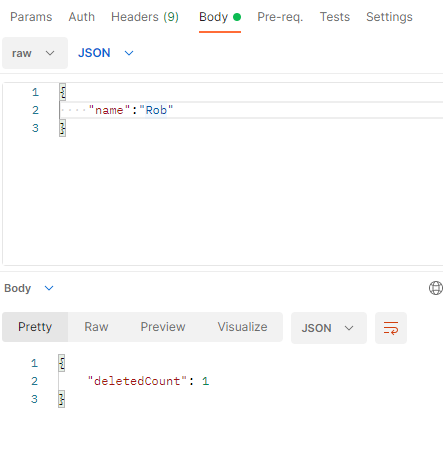 Params Auth Headers (9) Body Pre-req. Tests Settings
raw JSON
1 {
2 ····"name":"Rob"
3 }
Body
Pretty Raw Preview Visualize JSON
1 {
2 "deletedCount": 1
3 }